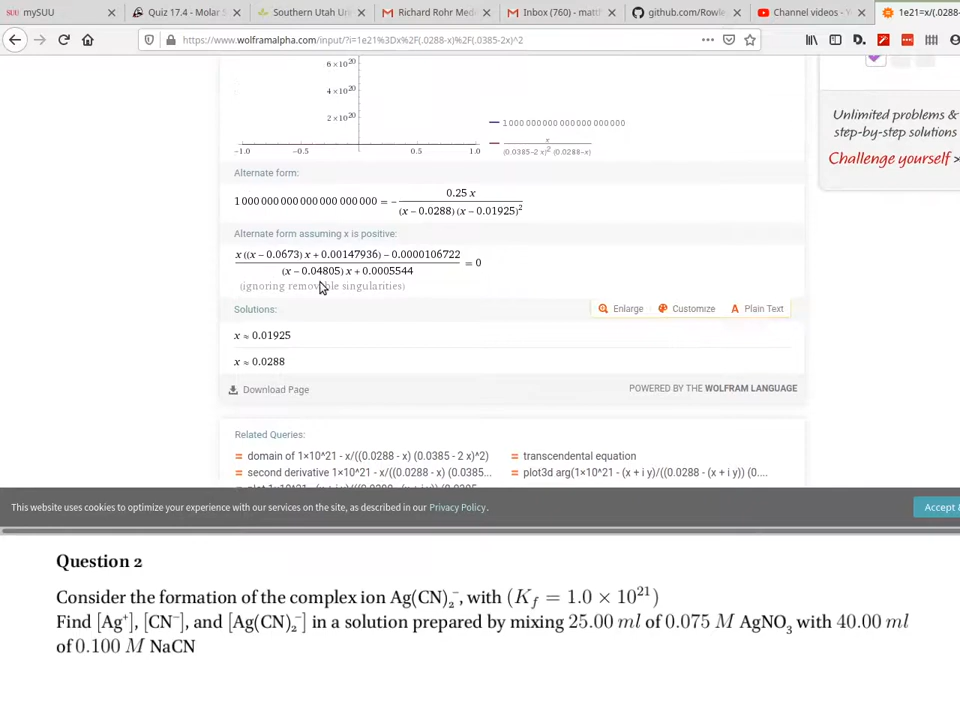 mySUU
Quiz 17.4 - Molar S
Southern Utah Uni
Richard Rohr Med
Inbox (760) - matt
github.com/Rowle
Channel videos - Y
1e21=x/(.0288
https://www.wolframalpha.com/input/?i=1e21%3Dx%2F(.0288-x)%2F(.0385-2x)^2
6×10²⁰
4×10²⁰
2×10²⁰
1 000 000 000 000 000 000 000
−1.0 −0.5 0.5 1.0
x/((0.0385−2 x)² (0.0288−x))
Unlimited problems &
step-by-step solutions
Challenge yourself »
Alternate form:
1 000 000 000 000 000 000 000 = − 0.25 x/((x − 0.0288) (x − 0.01925)²)
Alternate form assuming x is positive:
(x ((x − 0.0673) x + 0.00147936) − 0.0000106722)/((x − 0.04805) x + 0.0005544) = 0
(ignoring removable singularities)
Solutions:
Enlarge Customize A Plain Text
x ≈ 0.01925
x ≈ 0.0288
Download Page
POWERED BY THE WOLFRAM LANGUAGE
Related Queries:
= domain of 1×10^21 - x/((0.0288 - x) (0.0385 - 2 x)^2)
= transcendental equation
= second derivative 1×10^21 - x/((0.0288 - x) (0.0385...
= plot3d arg(1×10^21 - (x + i y)/((0.0288 - (x + i y)) (0....
This website uses cookies to optimize your experience with our services on the site, as described in our Privacy Policy.
Accept &
Question 2
Consider the formation of the complex ion Ag(CN)₂⁻, with (K_f = 1.0 × 10²¹)
Find [Ag⁺], [CN⁻], and [Ag(CN)₂⁻] in a solution prepared by mixing 25.00 ml of 0.075 M AgNO₃ with 40.00 ml
of 0.100 M NaCN